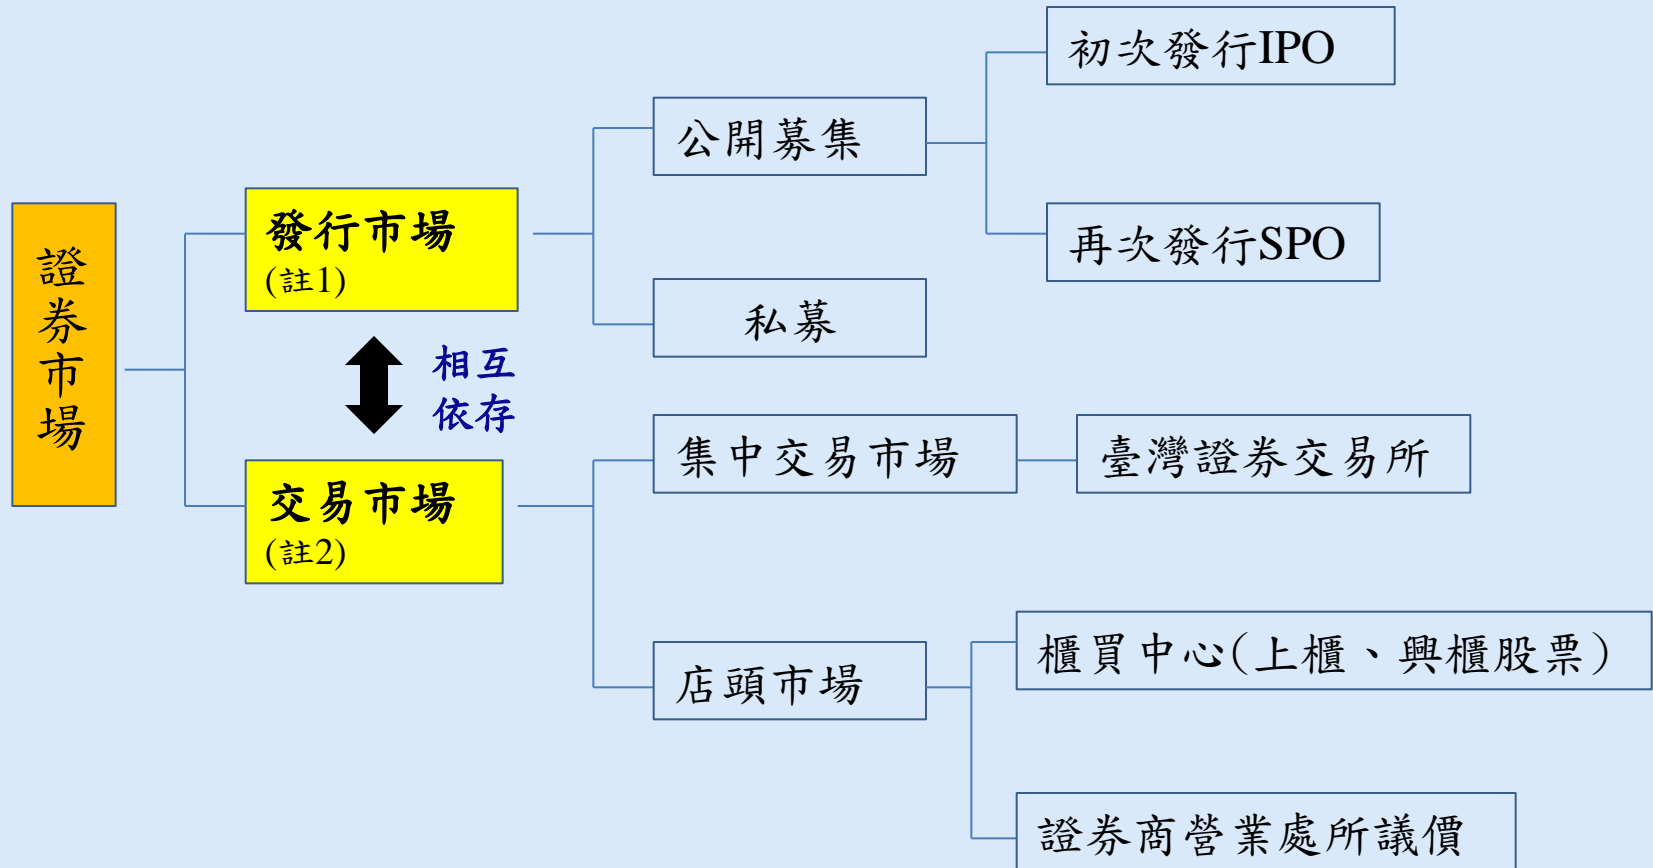 證券市場
發行市場
(註1)
相互
依存
交易市場
(註2)
公開募集
私募
初次發行IPO
再次發行SPO
集中交易市場
臺灣證券交易所
店頭市場
櫃買中心(上櫃、興櫃股票)
證券商營業處所議價